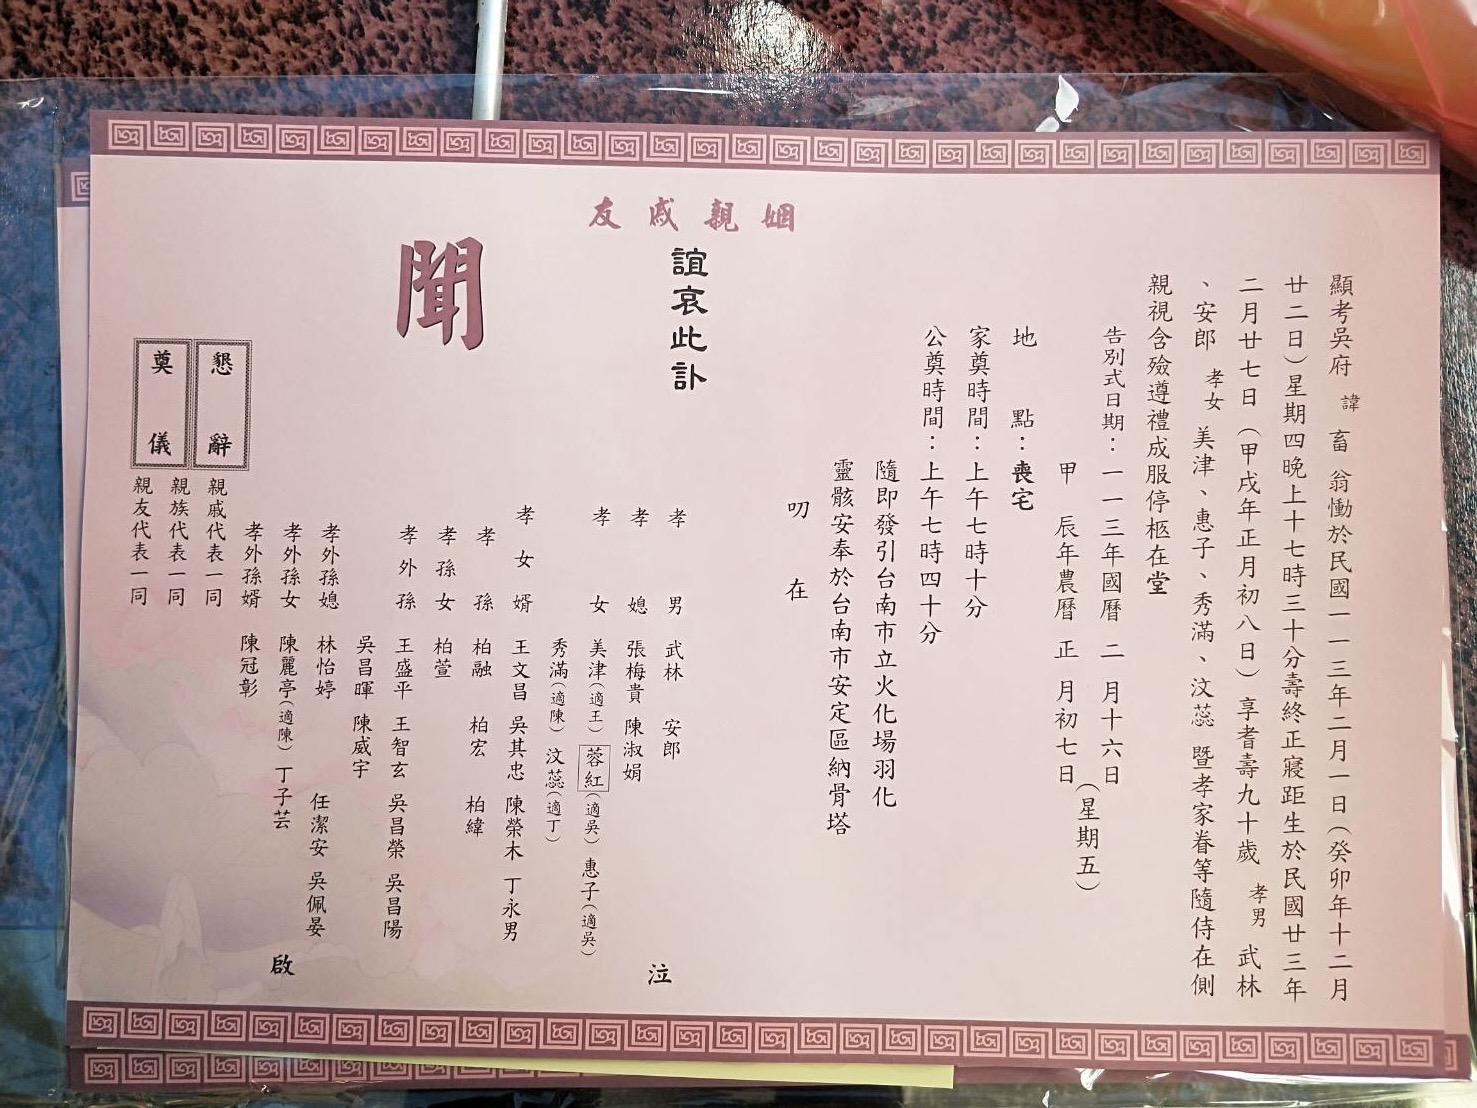 顯考吳府諱畜翁慟於民國一一三年二月一日(癸卯年十二月
廿二日)星期四晚上十七時三十分壽終正寢距生於民國廿三年
二月廿七日(甲戌年正月初八日)享耆壽九十歲 孝男 武林
、安郎 孝女 美津、惠子、秀滿、汶蕊 暨孝家眷等隨侍在側
親視含殮遵禮成服停柩在堂
告別式日期:一一三年國曆 二 月十六日
甲 辰年農曆 正 月初七日
(星期五)
地 點:喪宅
家奠時間:上午七時十分
公奠時間:上午七時四十分
隨即發引台南市立火化場羽化
靈骸安奉於台南市安定區納骨塔
叨 在
姻親戚友
誼哀此訃
聞
孝男 武林 安郎
孝媳 張梅貴 陳淑娟
孝女 美津(適王) 蓉紅(適吳) 惠子(適吳)
秀滿(適陳) 汶蕊(適丁)
泣
孝女婿 王文昌 吳其忠 陳榮木 丁永男
孝孫 柏融 柏宏 柏緯
孝孫女 柏萱
孝外孫 王盛平 王智玄 吳昌榮 吳昌陽
吳昌暉 陳威宇
孝外孫媳 林怡婷 任潔安 吳佩晏
孝外孫女 陳麗亭(適陳) 丁子芸
孝外孫婿 陳冠彰
啟
親戚代表一同
親族代表一同
親友代表一同
懇辭
奠儀